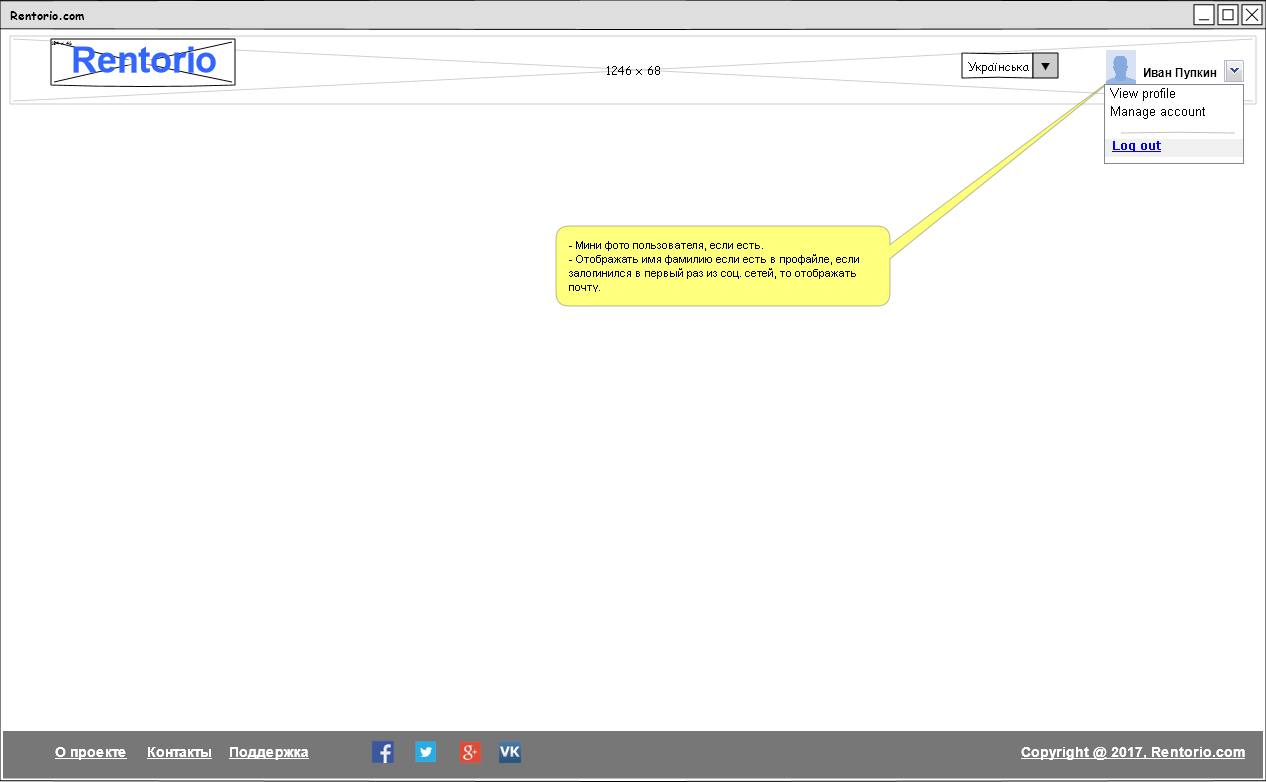 Rentorio.com
Rentorio
1246 x 68
Українська
Иван Пупкин
View profile
Manage account
Log out
- Мини фото пользователя, если есть.
- Отображать имя фамилию если есть в профайле, если
залогинился в первый раз из соц. сетей, то отображать
почту.
О проекте Контакты Поддержка f g+ VK Copyright @ 2017, Rentorio.com